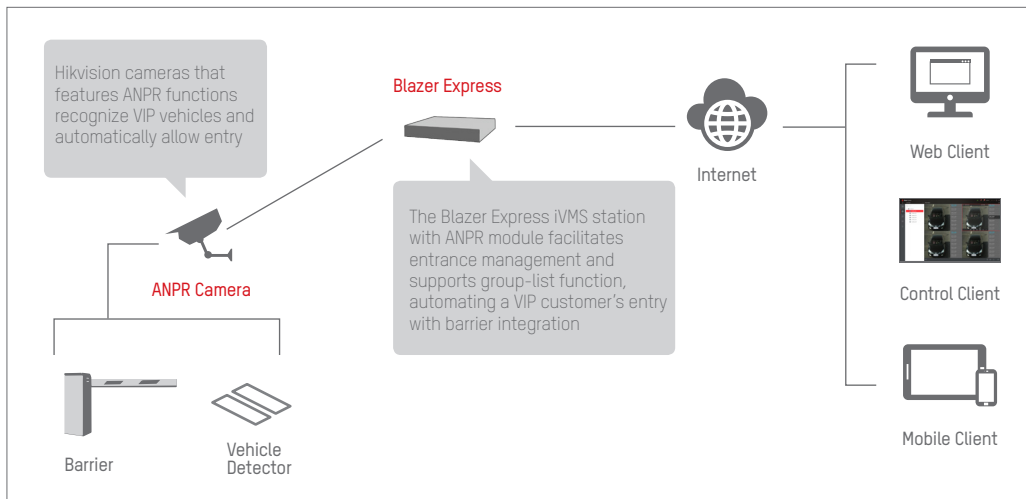 Hikvision cameras that
features ANPR functions
recognize VIP vehicles and
automatically allow entry
Blazer Express
Internet
Web Client
The Blazer Express iVMS station
with ANPR module facilitates
entrance management and
supports group-list function,
automating a VIP customer's entry
with barrier integration
ANPR Camera
Control Client
Barrier
Vehicle
Detector
Mobile Client